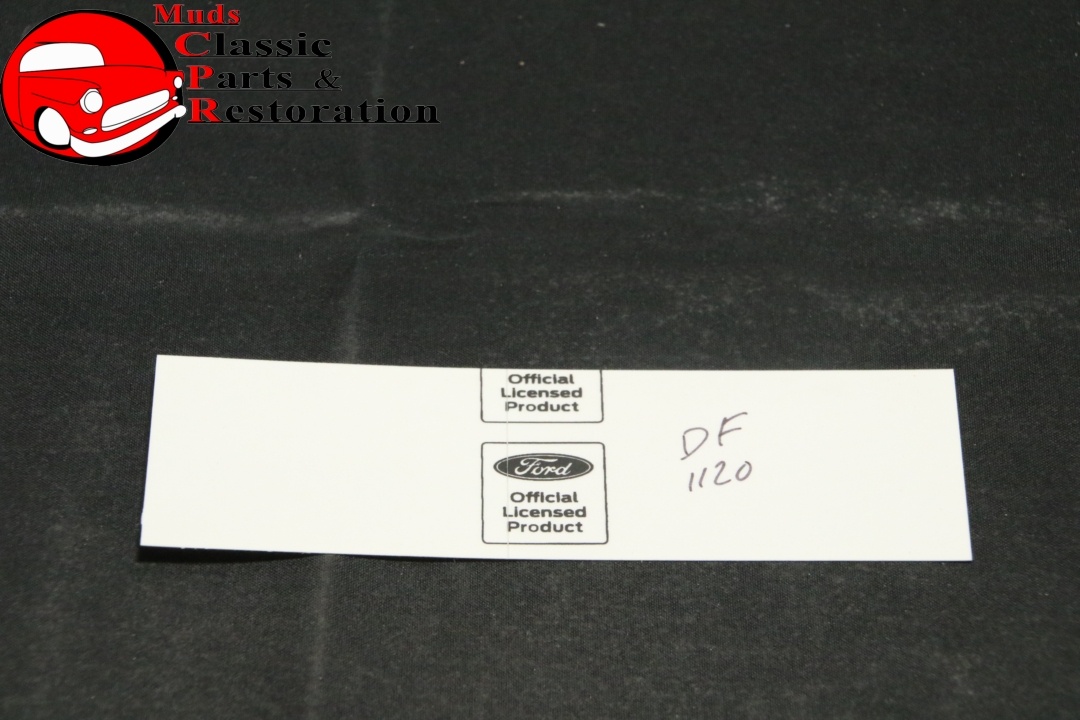 Muds
Classic
Parts &
Restoration
Official
Licensed
Product
Ford
Official
Licensed
Product
DF
1120